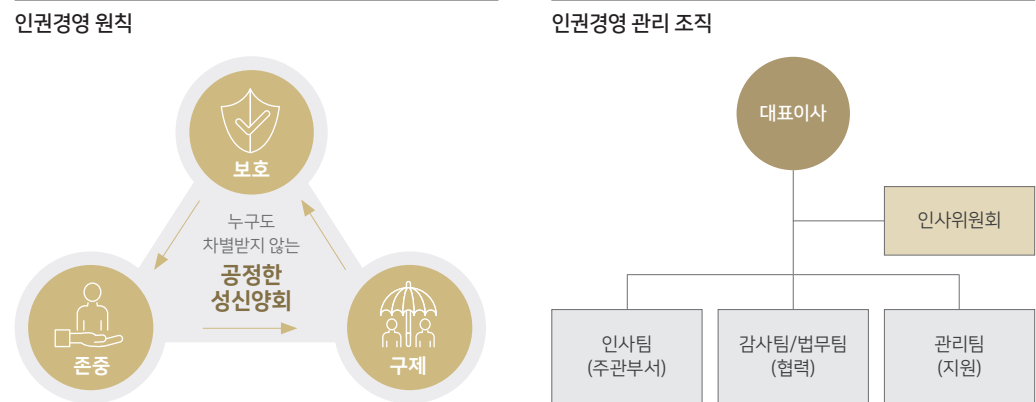 인권경영 원칙
보호
누구도
차별받지 않는
공정한
성신양회
존중
구제
인권경영 관리 조직
대표이사
인사위원회
인사팀
(주관부서)
감사팀/법무팀
(협력)
관리팀
(지원)